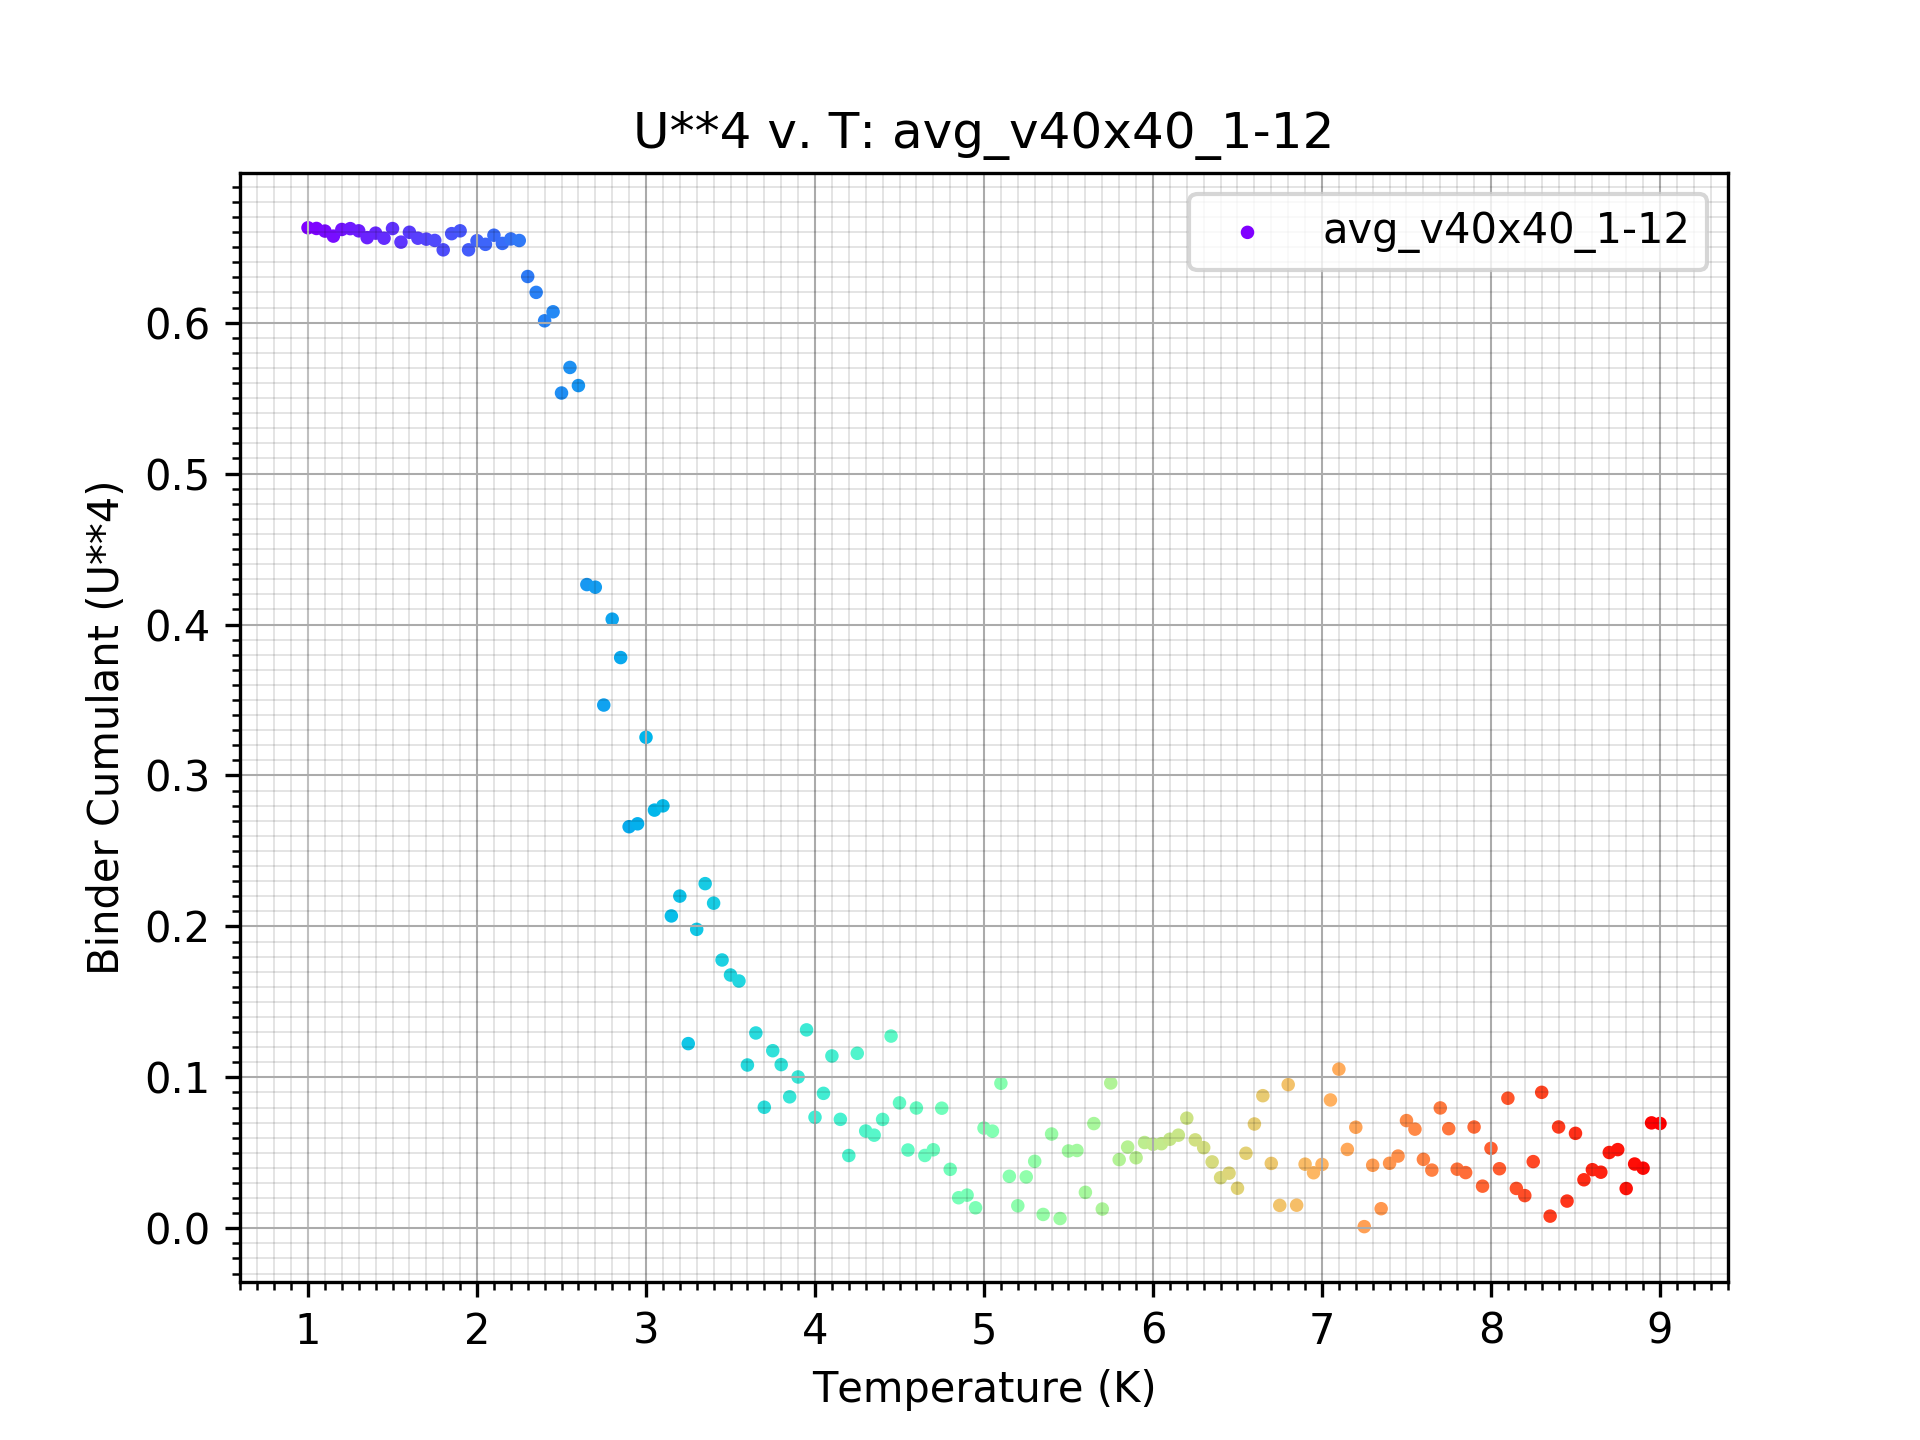 U**4 v. T: avg_v40x40_1-12
avg_v40x40_1-12
Binder Cumulant (U**4)
0.6
0.5
0.4
0.3
0.2
0.1
0.0
1 2 3 4 5 6 7 8 9
Temperature (K)